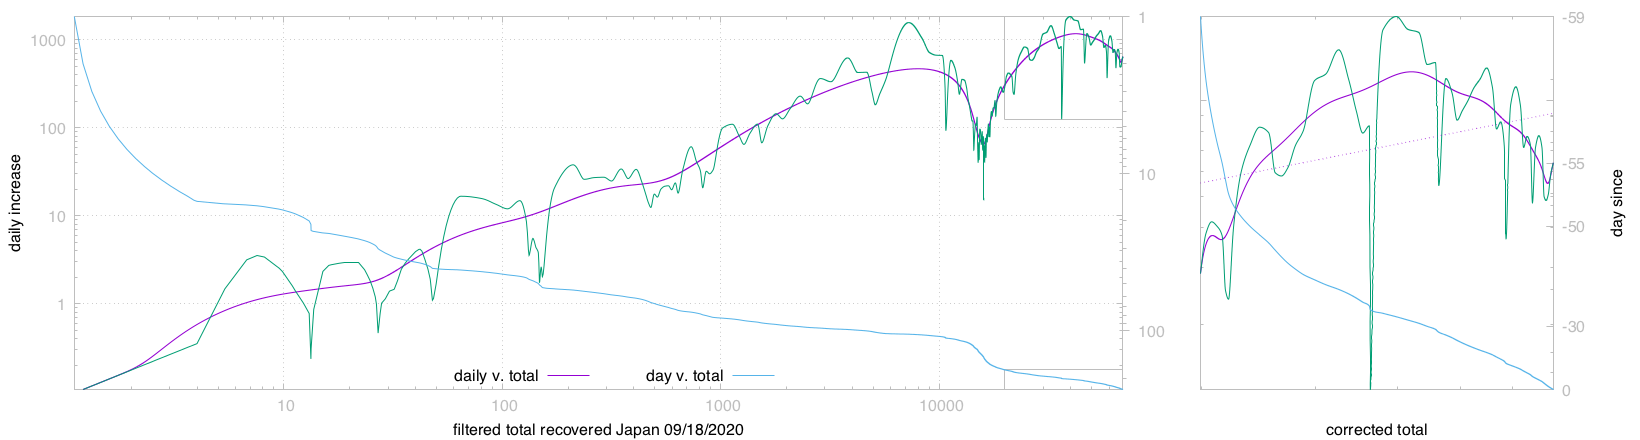 1000
100
10
1
daily increase
10
100
1000
10000
1
10
100
daily v. total
day v. total
filtered total recovered Japan 09/18/2020
-59
-55
-50
-30
0
day since
corrected total